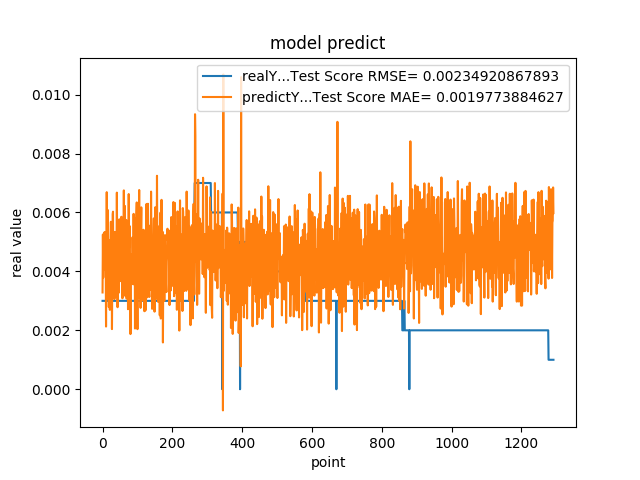 model predict
realY...Test Score RMSE= 0.00234920867893
predictY...Test Score MAE= 0.0019773884627
0.010
0.008
0.006
0.004
0.002
0.000
real value
0 200 400 600 800 1000 1200
point